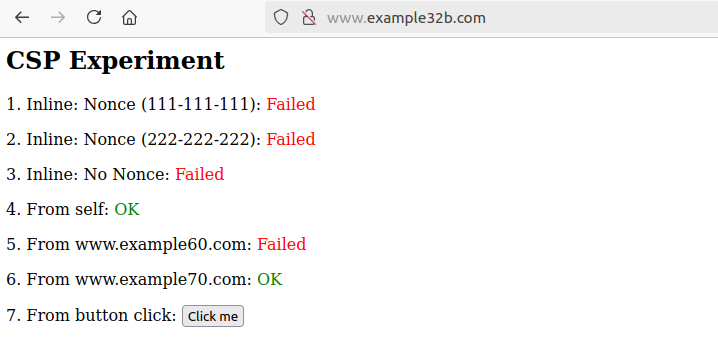 www.example32b.com
CSP Experiment
1. Inline: Nonce (111-111-111): Failed
2. Inline: Nonce (222-222-222): Failed
3. Inline: No Nonce: Failed
4. From self: OK
5. From www.example60.com: Failed
6. From www.example70.com: OK
7. From button click: Click me